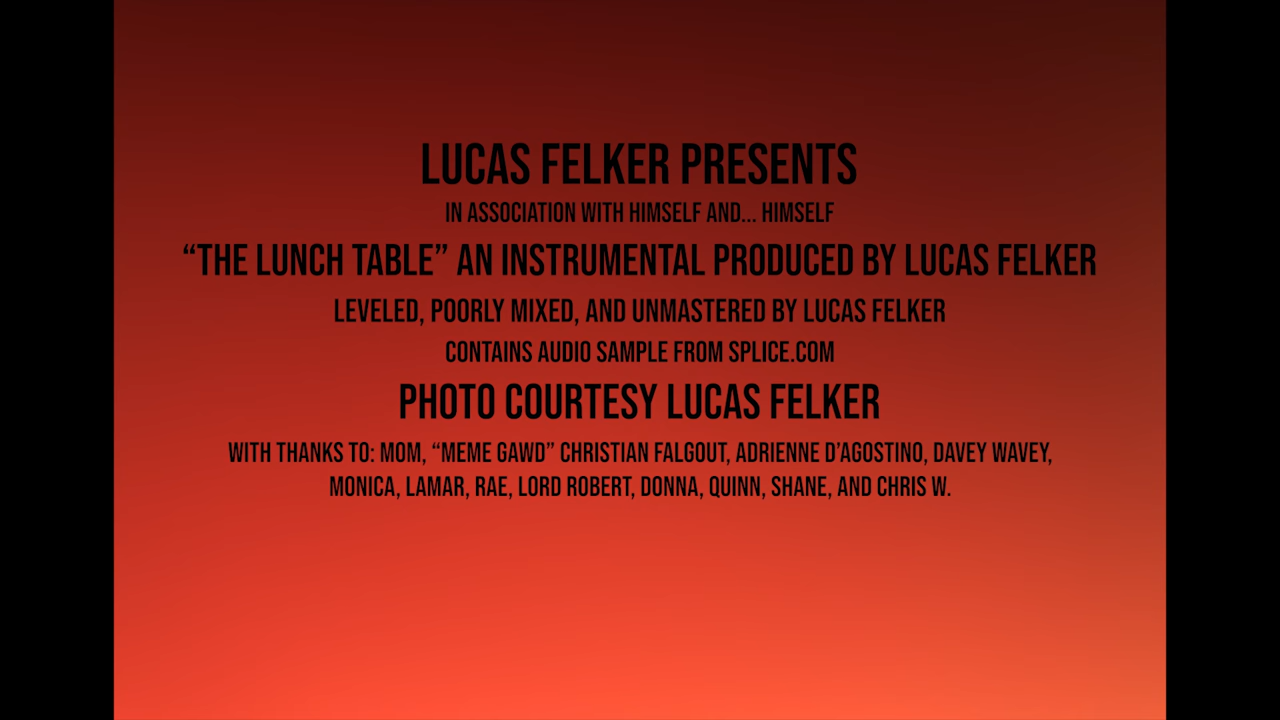 LUCAS FELKER PRESENTS
IN ASSOCIATION WITH HIMSELF AND... HIMSELF
“THE LUNCH TABLE” AN INSTRUMENTAL PRODUCED BY LUCAS FELKER
LEVELED, POORLY MIXED, AND UNMASTERED BY LUCAS FELKER
CONTAINS AUDIO SAMPLE FROM SPLICE.COM
PHOTO COURTESY LUCAS FELKER
WITH THANKS TO: MOM, “MEME GAWD” CHRISTIAN FALGOUT, ADRIENNE D’AGOSTINO, DAVEY WAVEY,
MONICA, LAMAR, RAE, LORD ROBERT, DONNA, QUINN, SHANE, AND CHRIS W.